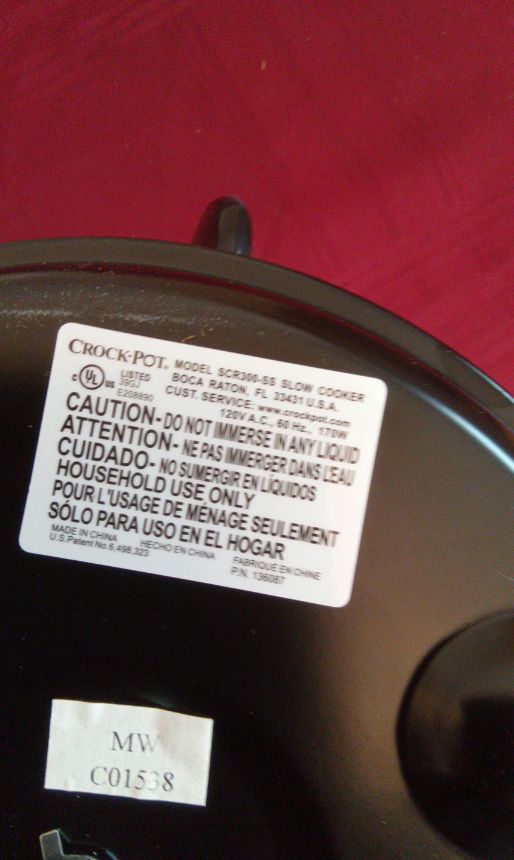 CROCK·POT® MODEL SCR300-SS SLOW COOKER
C UL US LISTED BOCA RATON, FL 33431 U.S.A.
39GJ CUST. SERVICE: www.crockpot.com
E208890 120V A.C., 60 Hz., 170W
CAUTION- DO NOT IMMERSE IN ANY LIQUID
ATTENTION- NE PAS IMMERGER DANS L'EAU
CUIDADO- NO SUMERGIR EN LÍQUIDOS
HOUSEHOLD USE ONLY
POUR L'USAGE DE MÉNAGE SEULEMENT
SÓLO PARA USO EN EL HOGAR
MADE IN CHINA HECHO EN CHINA FABRIQUÉ EN CHINE
U.S.Patent No.6,498,323 P.N. 136087
MW
C01538